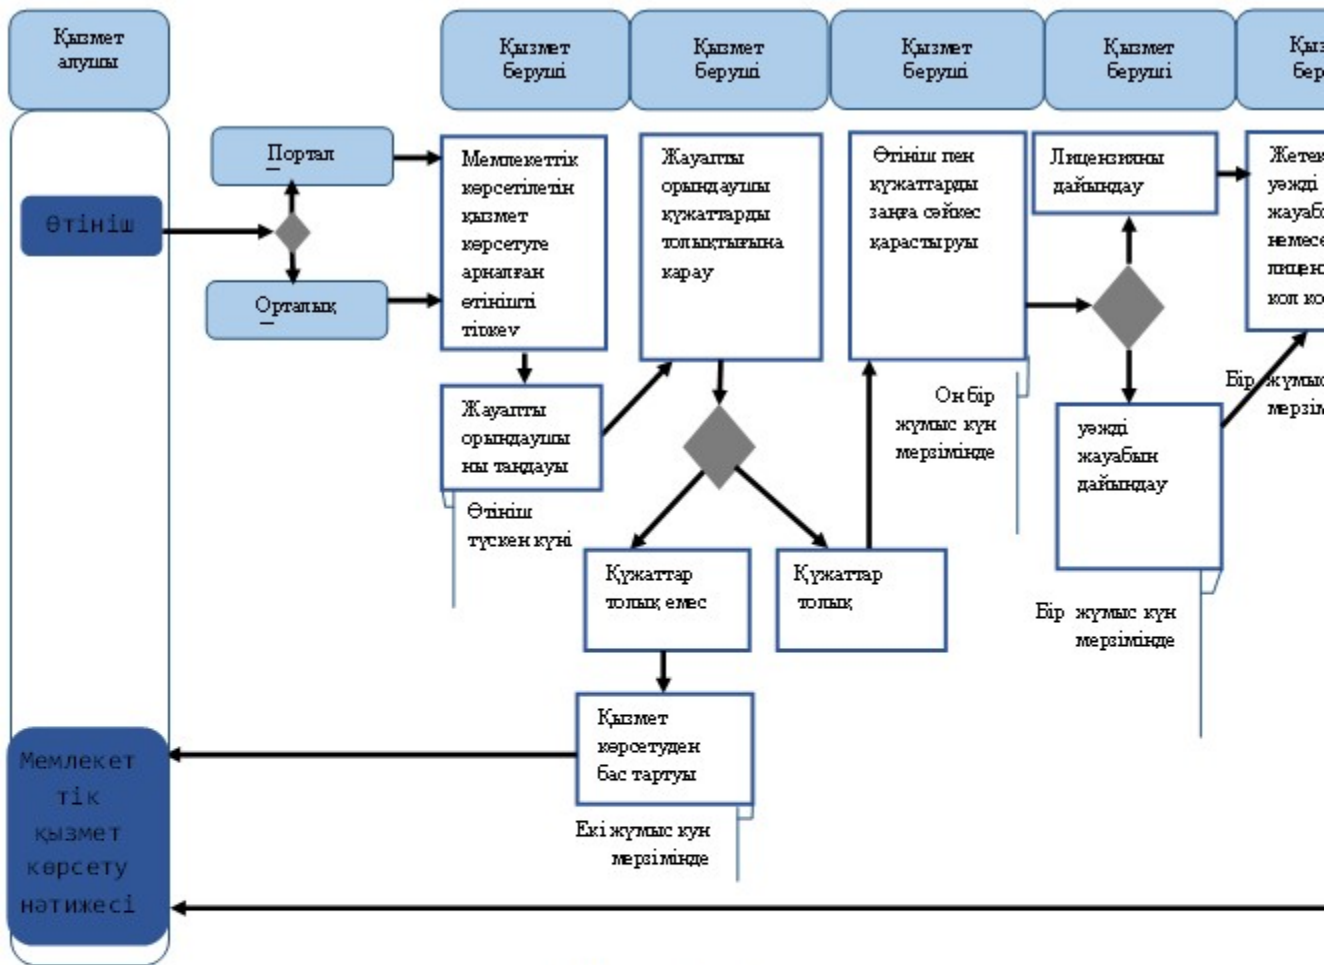 Қызмет
алушы
Қызмет
беруші
Қызмет
беруші
Қызмет
беруші
Қызмет
беруші
Өтініш
Портал
Орталық
Мемлекеттік
көрсетілетін
қызмет
көрсетуге
арналған
өтінішті
тіркеу
Жауапты
орындаушы
ны таңдауы
Өтініш
түскен күні
Жауапты
орындаушы
құжаттарды
толықтығына
қарау
Құжаттар
толық емес
Құжаттар
толық
Қызмет
көрсетуден
бас тартуы
Екі жұмыс күн
мерзімінде
Өтініш пен
құжаттарды
заңға сәйкес
қарастыруы
Он бір
жұмыс күн
мерзімінде
Лицензияны
дайындау
уәжді
жауабын
дайындау
Бір жұмыс күн
мерзімінде
уәжді
немесе
Бір
Мемлекет
тік
қызмет
көрсету
нәтижесі